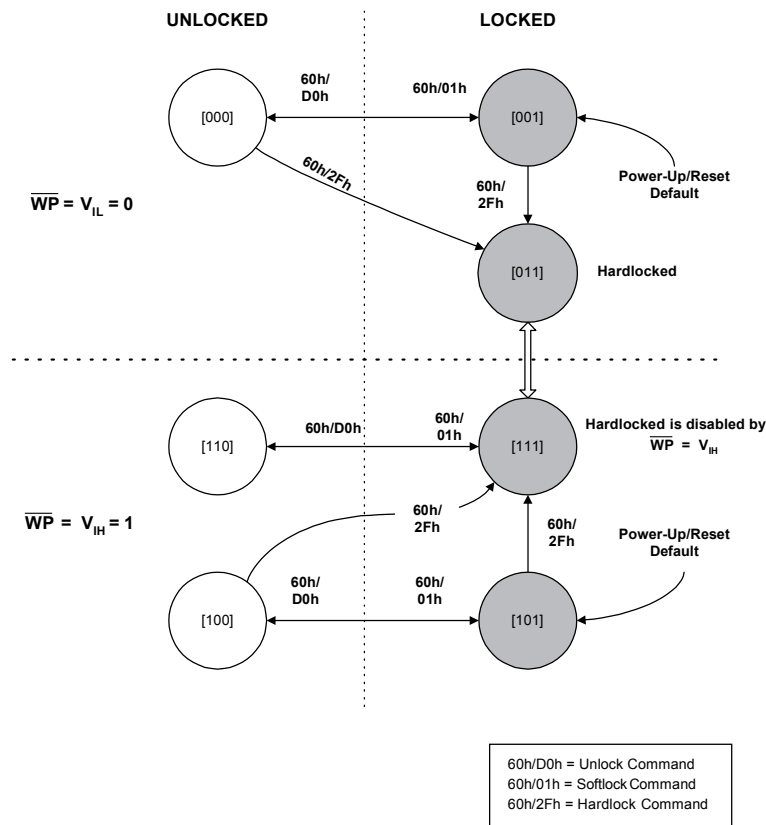 UNLOCKED
LOCKED
60h/
D0h
60h/01h
[000]
[001]
60h/2Fh
60h/
2Fh
Power-Up/Reset
Default
WP = VIL = 0
[011]
Hardlocked
60h/D0h
60h/
01h
[110]
[111]
Hardlocked is disabled by
WP = VIH
60h/
2Fh
60h/
2Fh
WP = VIH = 1
Power-Up/Reset
Default
60h/
D0h
60h/
01h
[100]
[101]
60h/D0h = Unlock Command
60h/01h = Softlock Command
60h/2Fh = Hardlock Command